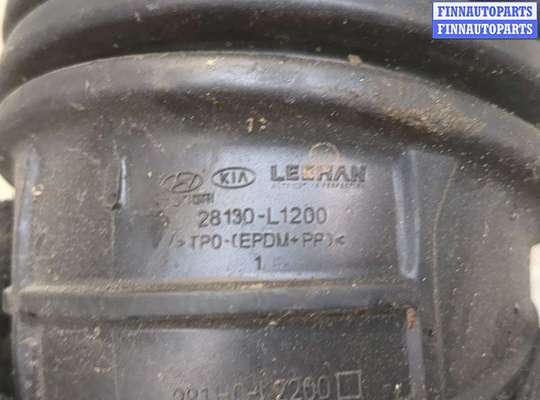 FINNAUTOPARTS
FINNAUTOPARTS
KIA LEEHAN
28130-L1200
>TPO-(EPDM+PP)<
1